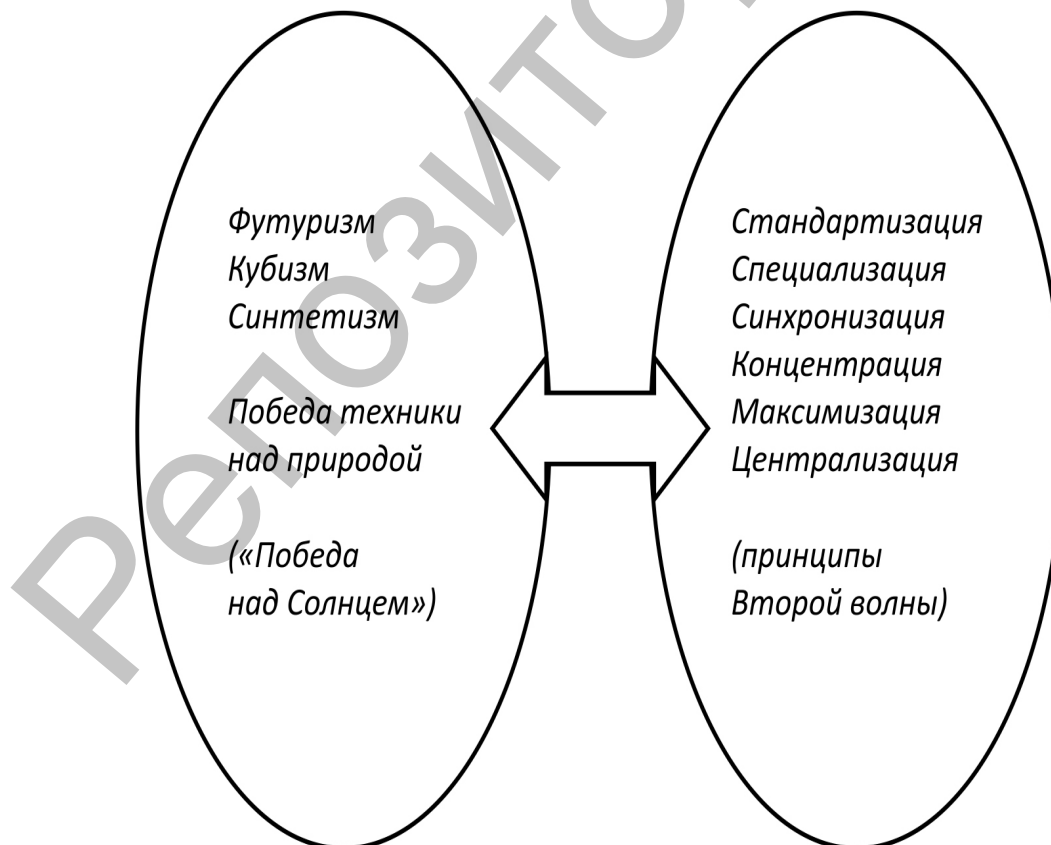 Футуризм
Кубизм
Синтетизм
Победа техники
над природой
(«Победа
над Солнцем»)
Стандартизация
Специализация
Синхронизация
Концентрация
Максимизация
Централизация
(принципы
Второй волны)